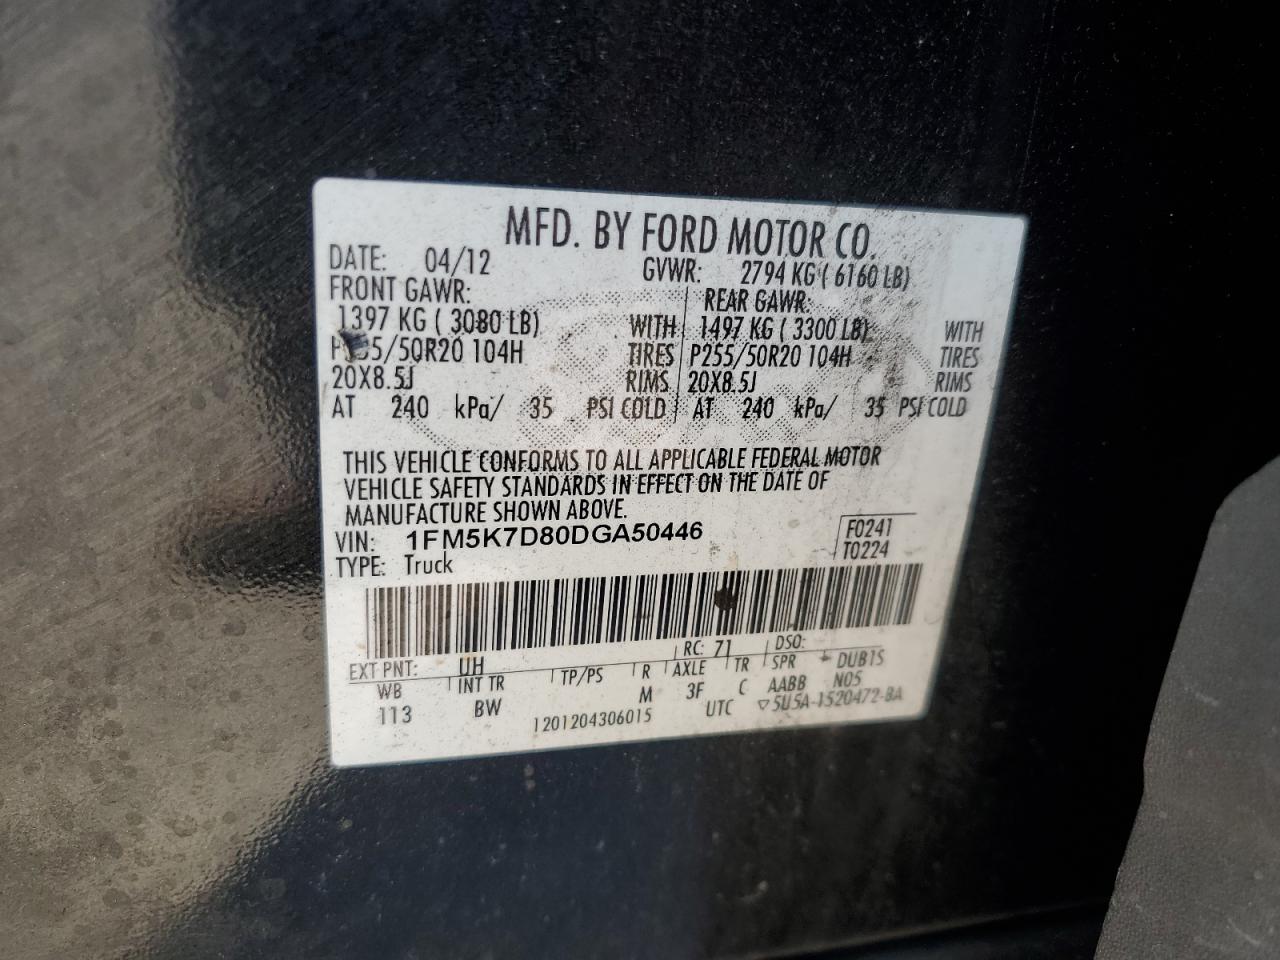 MFD. BY FORD MOTOR CO.
DATE: 04/12 GVWR: 2794 KG ( 6160 LB)
FRONT GAWR: REAR GAWR:
1397 KG ( 3080 LB) WITH 1497 KG ( 3300 LB) WITH
P255/50R20 104H TIRES P255/50R20 104H TIRES
20X8.5J RIMS 20X8.5J RIMS
AT 240 kPa/ 35 PSI COLD AT 240 kPa/ 35 PSI COLD
THIS VEHICLE CONFORMS TO ALL APPLICABLE FEDERAL MOTOR
VEHICLE SAFETY STANDARDS IN EFFECT ON THE DATE OF
MANUFACTURE SHOWN ABOVE.
VIN: 1FM5K7D80DGA50446 F0241
TYPE: Truck T0224
EXT PNT: UH RC: 71 DSO:
WB INT TR TP/PS R AXLE TR SPR DUB1S
113 BW M 3F C AABB N05
1201204306015 UTC ▽5U5A-1520472-BA